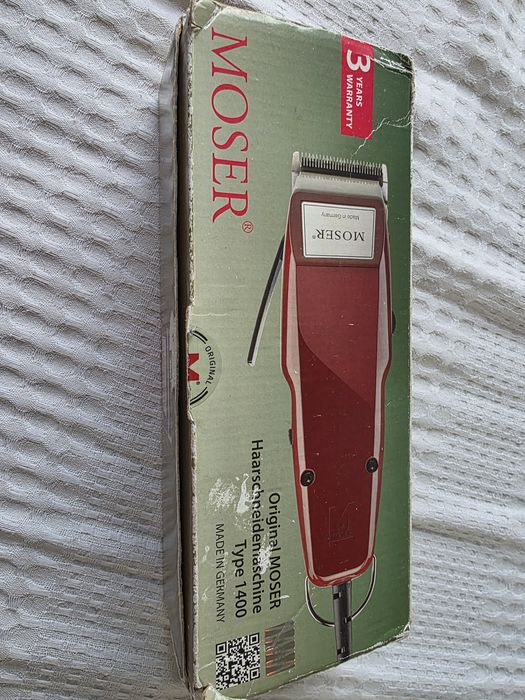 3 YEARS
WARRANTY
MOSER®
MOSER®
Made in Germany
ORIGINAL
M®
Original MOSER
Haarschneidemaschine
Type 1400
MADE IN GERMANY